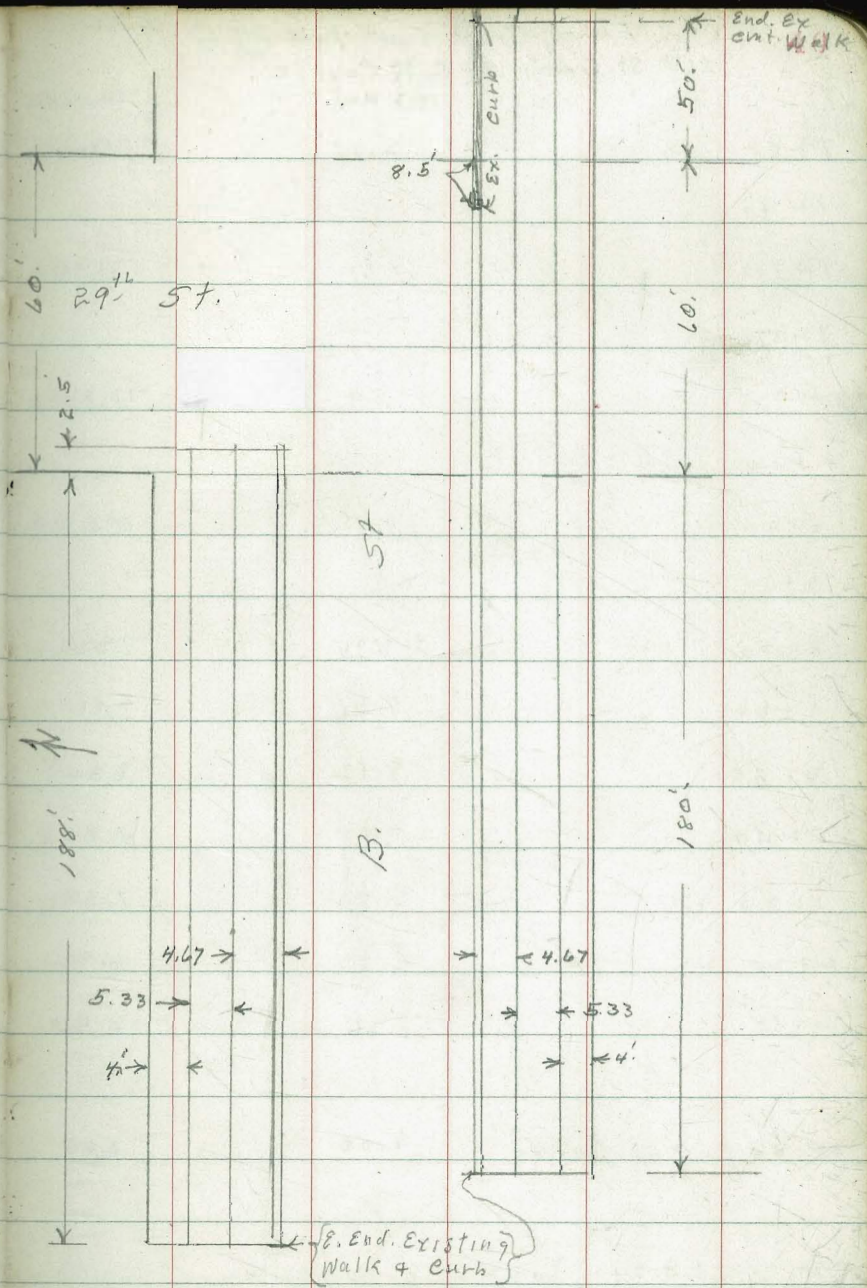 End. Ex
cmt. Walk
50.'
Ex. Curb
8.5'
60.'
29th St.
60.'
2.5
St
B.
188.'
180.'
4.67
4.67
5.33
5.33
4.'
4.'
E. End. Existing
Walk & Curb